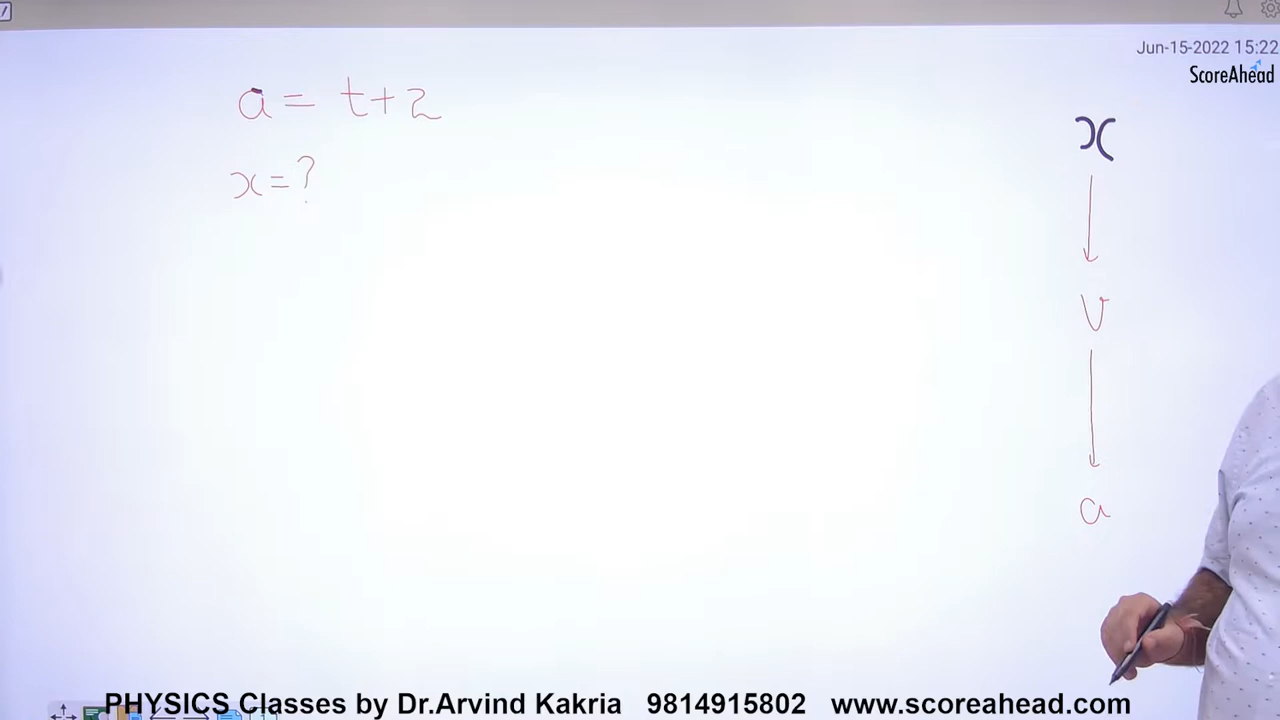 Jun-15-2022 15:22
ScoreAhead
a = t+2
x = ?
x
v
a
PHYSICS Classes by Dr.Arvind Kakria 9814915802 www.scoreahead.com